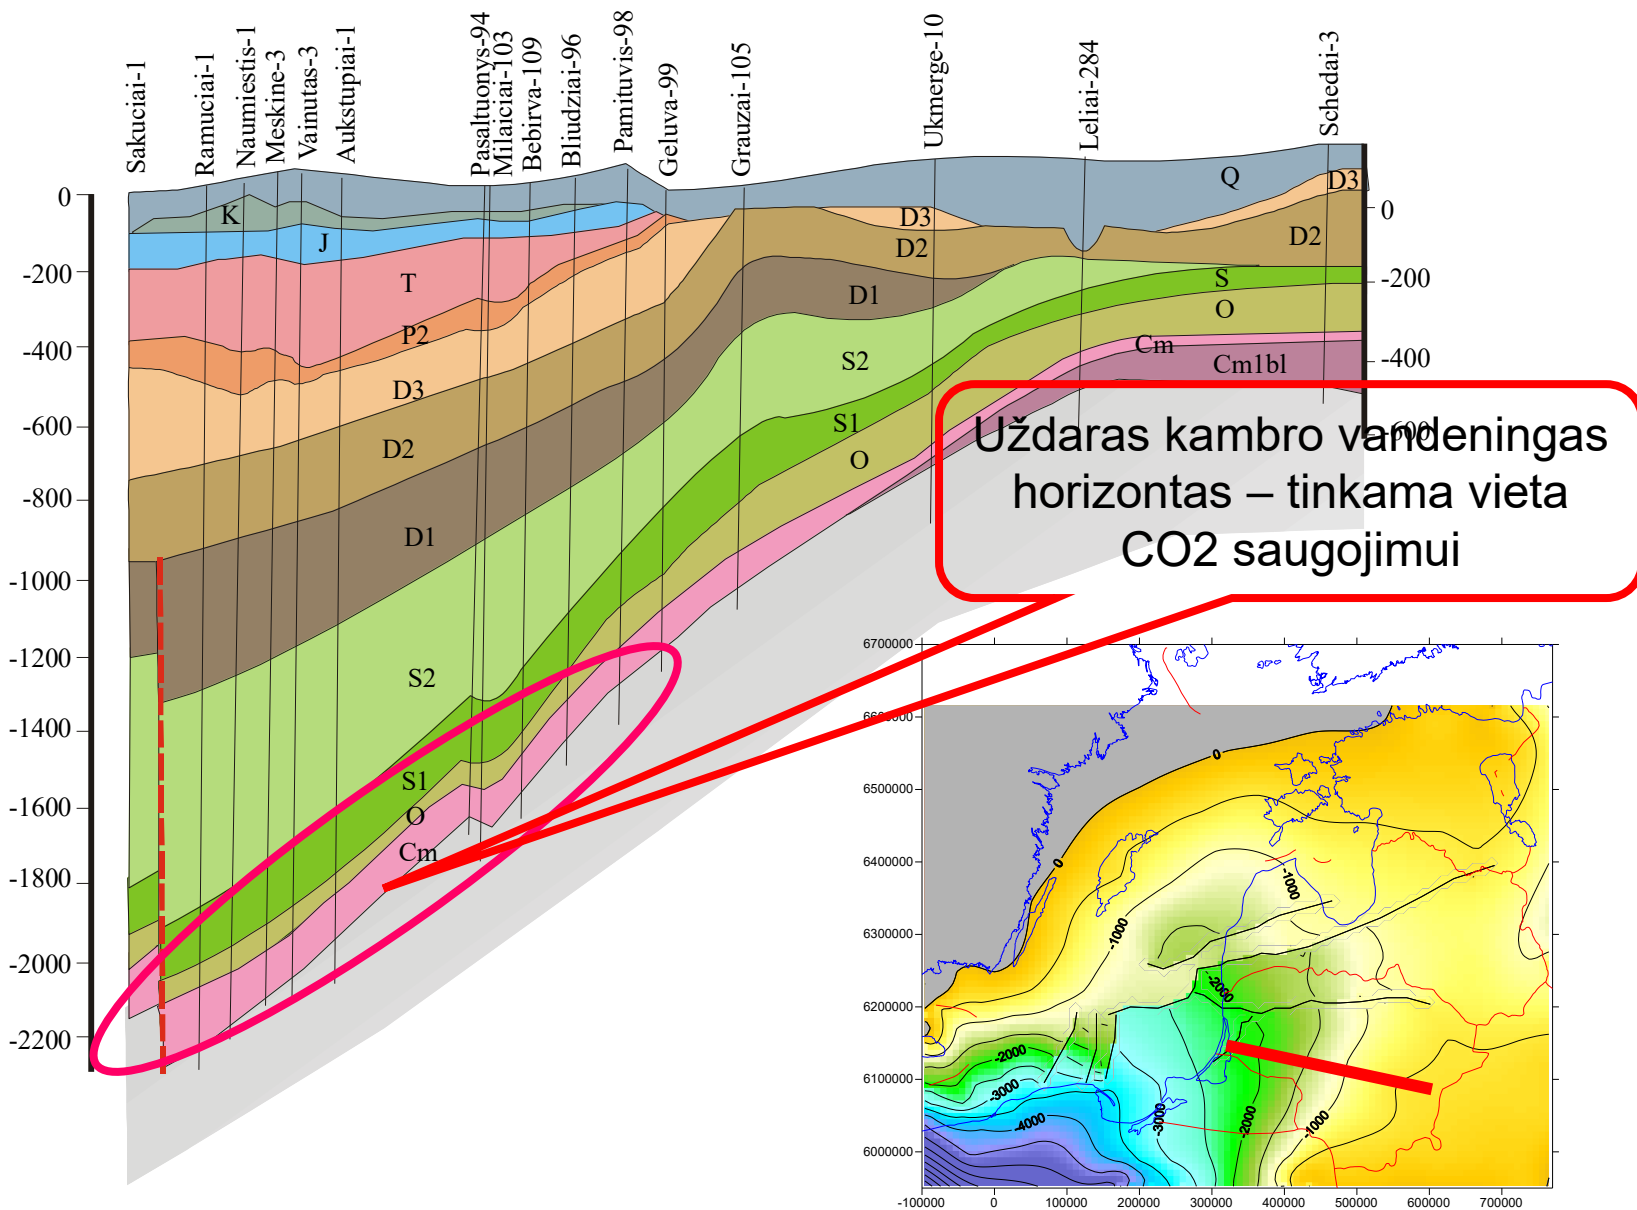 Sakuciai-1
Ramuciai-1
Naumiestis-1
Meskine-3
Vainutas-3
Aukstupiai-1
Pasaltuonys-94
Milaiciai-103
Bebirva-109
Bliudziai-96
Pamituvis-98
Geluva-99
Grauzai-105
Ukmerge-10
Leliai-284
Schedai-3
0
-200
-400
-600
-800
-1000
-1200
-1400
-1600
-1800
-2000
-2200
K
J
T
P2
D3
D2
D1
S2
S1
O
Cm
Q
D3
D2
D1
S2
S1
O
D3
D2
S
O
Cm
Cm1bl
0
-200
-400
-600
Uždaras kambro vandeningas
horizontas – tinkama vieta
CO2 saugojimui
6700000
6600000
6500000
6400000
6300000
6200000
6100000
6000000
-100000
0
100000
200000
300000
400000
500000
600000
700000
0
0
-1000
-1000
-2000
-2000
-3000
-4000
-3000
-2000
-1000